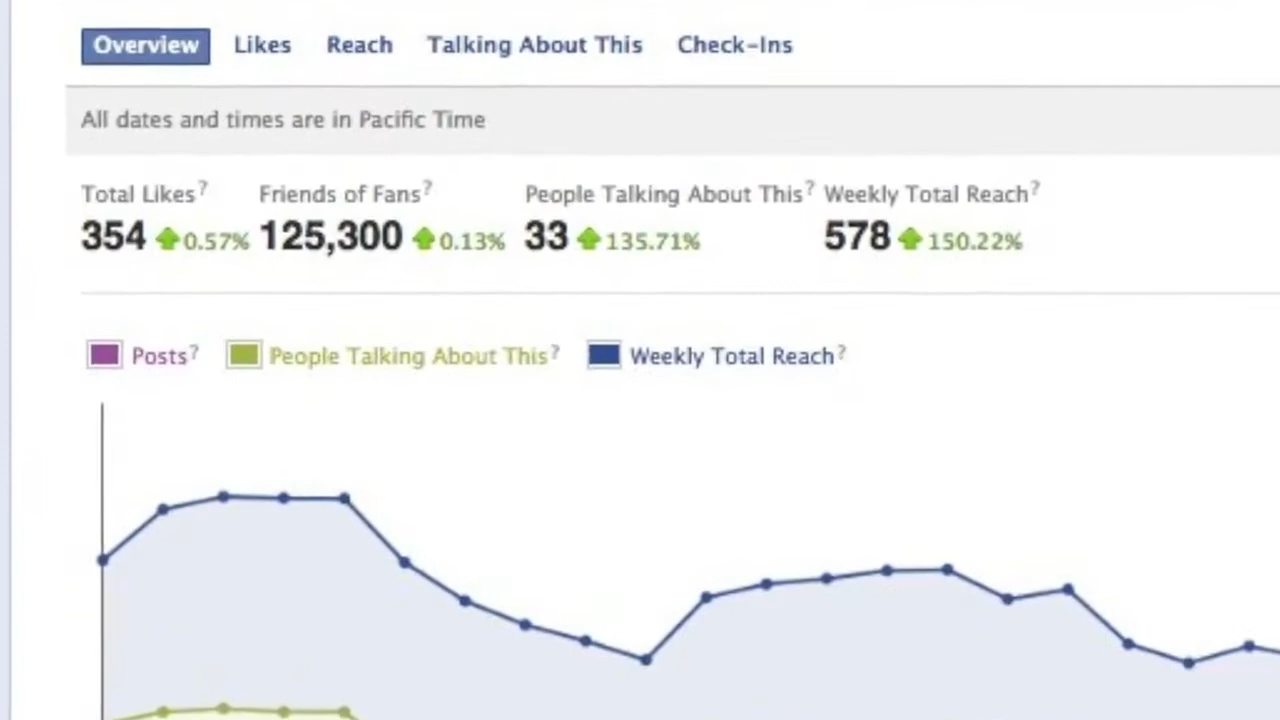 Overview Likes Reach Talking About This Check-Ins
All dates and times are in Pacific Time
Total Likes? Friends of Fans? People Talking About This? Weekly Total Reach?
354 0.57% 125,300 0.13% 33 135.71% 578 150.22%
Posts? People Talking About This? Weekly Total Reach?